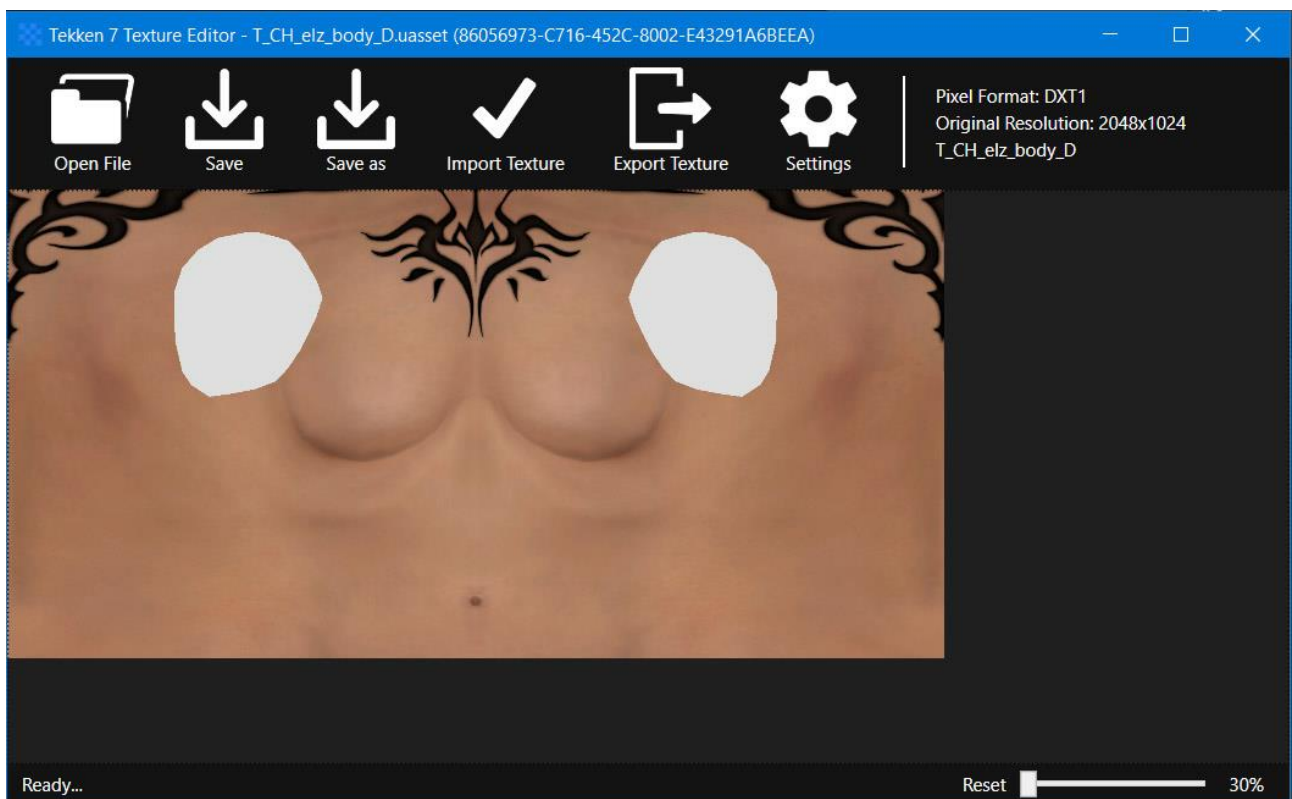 Tekken 7 Texture Editor - T_CH_elz_body_D.uasset (86056973-C716-452C-8002-E43291A6BEEA)
Open File
Save
Save as
Import Texture
Export Texture
Settings
Pixel Format: DXT1
Original Resolution: 2048x1024
T_CH_elz_body_D
Ready...
Reset
30%